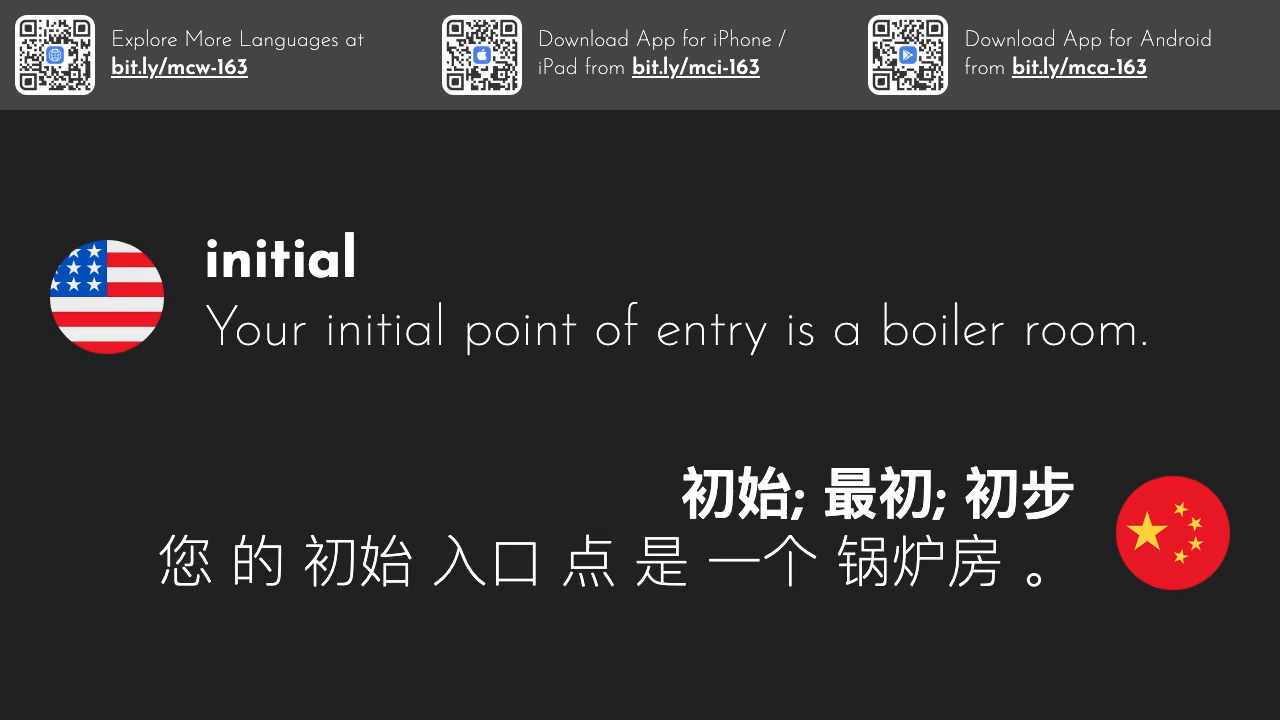 Explore More Languages at
bit.ly/mcw-163
Download App for iPhone /
iPad from bit.ly/mci-163
Download App for Android
from bit.ly/mca-163
initial
Your initial point of entry is a boiler room.
初始; 最初; 初步
您 的 初始 入口 点 是 一个 锅炉房 。